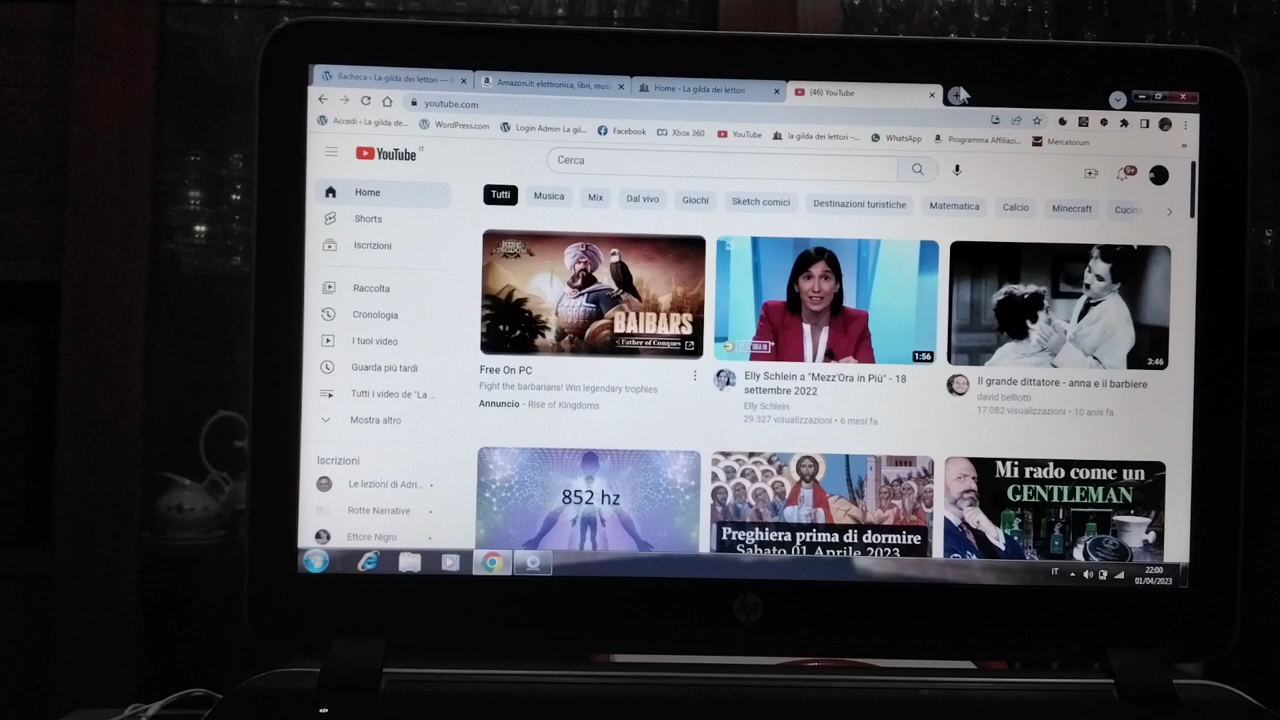 Bacheca ‹ La gilda dei lettori —
Amazon.it: elettronica, libri, musi
Home - La gilda dei lettori
(46) YouTube
youtube.com
Accedi ‹ La gilda de...
WordPress.com
Login Admin La gil...
Facebook
Xbox 360
YouTube
la gilda dei lettori –...
WhatsApp
Programma Affiliazi...
Mercatorum
»
YouTube IT
Cerca
9+
Home
Shorts
Iscrizioni
Raccolta
Cronologia
I tuoi video
Guarda più tardi
Tutti i video de "La ...
Mostra altro
Iscrizioni
Le lezioni di Adri...
Rotte Narrative
Ettore Nigro
Tutti
Musica
Mix
Dal vivo
Giochi
Sketch comici
Destinazioni turistiche
Matematica
Calcio
Minecraft
Cucin
BAIBARS
Father of Conques
Free On PC
Fight the barbarians! Win legendary trophies
Annuncio - Rise of Kingdoms
1:56
Elly Schlein a "Mezz'Ora in Più" - 18
settembre 2022
Elly Schlein
29.327 visualizzazioni • 6 mesi fa
3:46
Il grande dittatore - anna e il barbiere
david belliotti
17.082 visualizzazioni • 10 anni fa
852 hz
Preghiera prima di dormire
Sabato 01 Aprile 2023
Mi rado come un
GENTLEMAN
IT
22:00
01/04/2023
hp